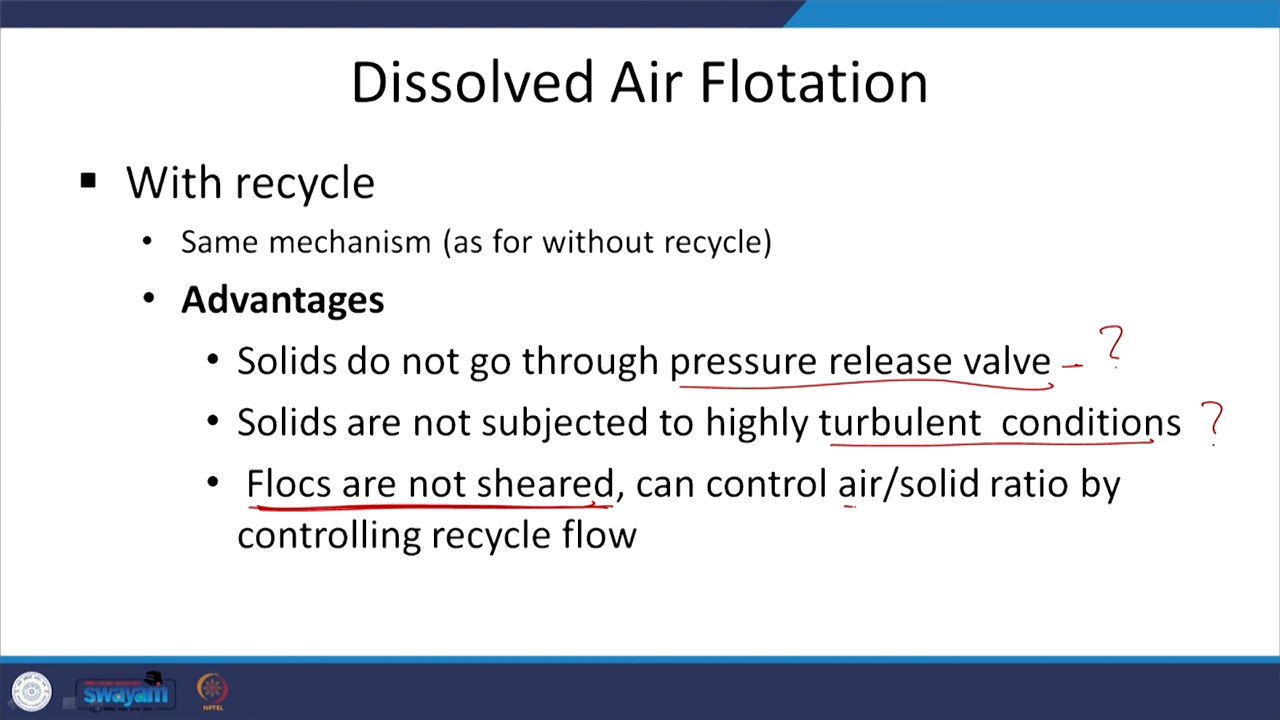 Dissolved Air Flotation
▪ With recycle
• Same mechanism (as for without recycle)
• Advantages
• Solids do not go through pressure release valve - ?
• Solids are not subjected to highly turbulent conditions ?
• Flocs are not sheared, can control air/solid ratio by
controlling recycle flow
swayam
NPTEL